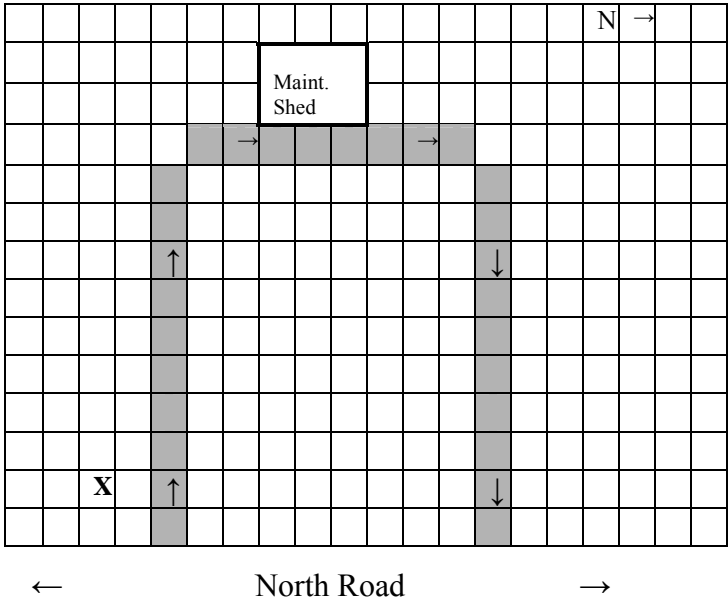 N →
Maint.
Shed
→ →
↑ ↓
X ↑ ↓
← North Road →